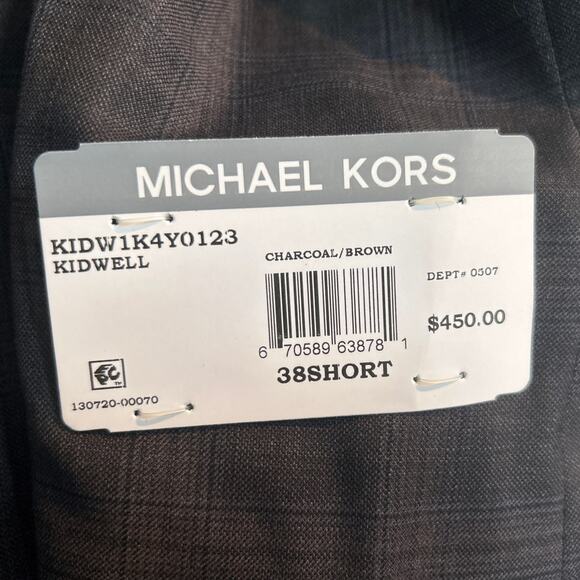 MICHAEL KORS
KIDW1K4Y0123
KIDWELL
CHARCOAL/BROWN
DEPT# 0507
6 70589 63878 1
$450.00
38SHORT
130720-00070